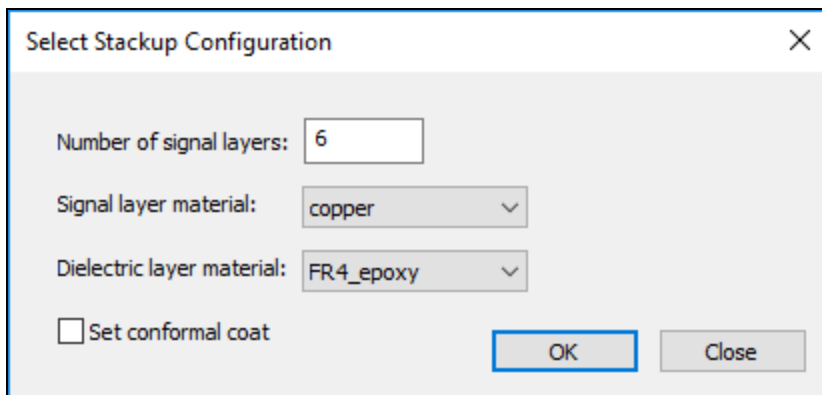 Select Stackup Configuration
Number of signal layers: 6
Signal layer material: copper
Dielectric layer material: FR4_epoxy
Set conformal coat
OK Close